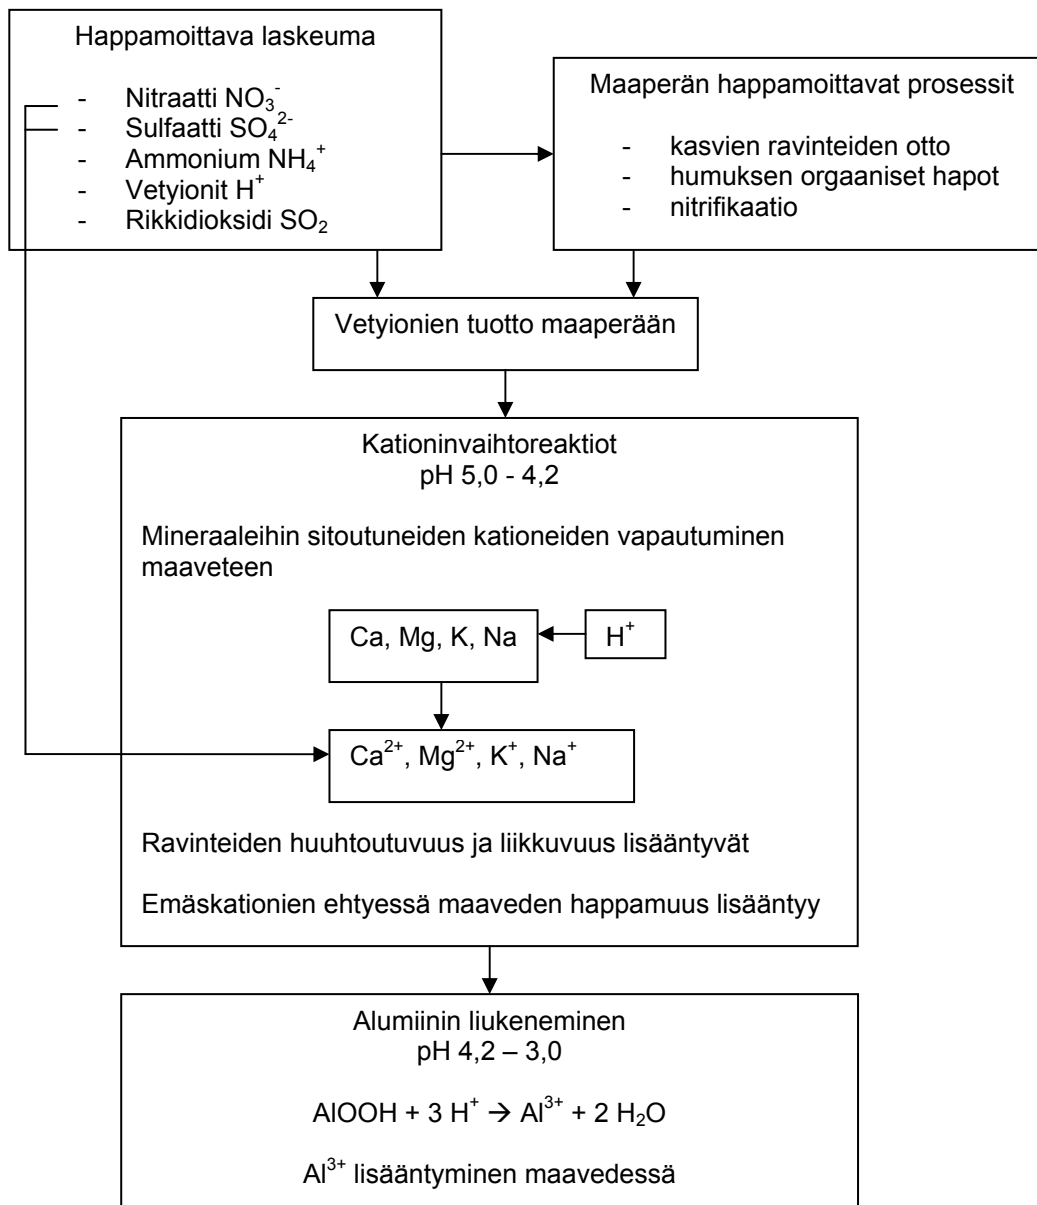 Happamoittava laskeuma
- Nitraatti NO₃⁻
- Sulfaatti SO₄²⁻
- Ammonium NH₄⁺
- Vetyionit H⁺
- Rikkidioksidi SO₂
Maaperän happamoittavat prosessit
- kasvien ravinteiden otto
- humuksen orgaaniset hapot
- nitrifikaatio
Vetyionien tuotto maaperään
Kationinvaihtoreaktiot
pH 5,0 - 4,2
Mineraaleihin sitoutuneiden kationeiden vapautuminen
maaveteen
Ca, Mg, K, Na
H⁺
Ca²⁺, Mg²⁺, K⁺, Na⁺
Ravinteiden huuhtoutuvuus ja liikkuvuus lisääntyvät
Emäskationien ehtyessä maaveden happamuus lisääntyy
Alumiinin liukeneminen
pH 4,2 – 3,0
AlOOH + 3 H⁺ → Al³⁺ + 2 H₂O
Al³⁺ lisääntyminen maavedessä